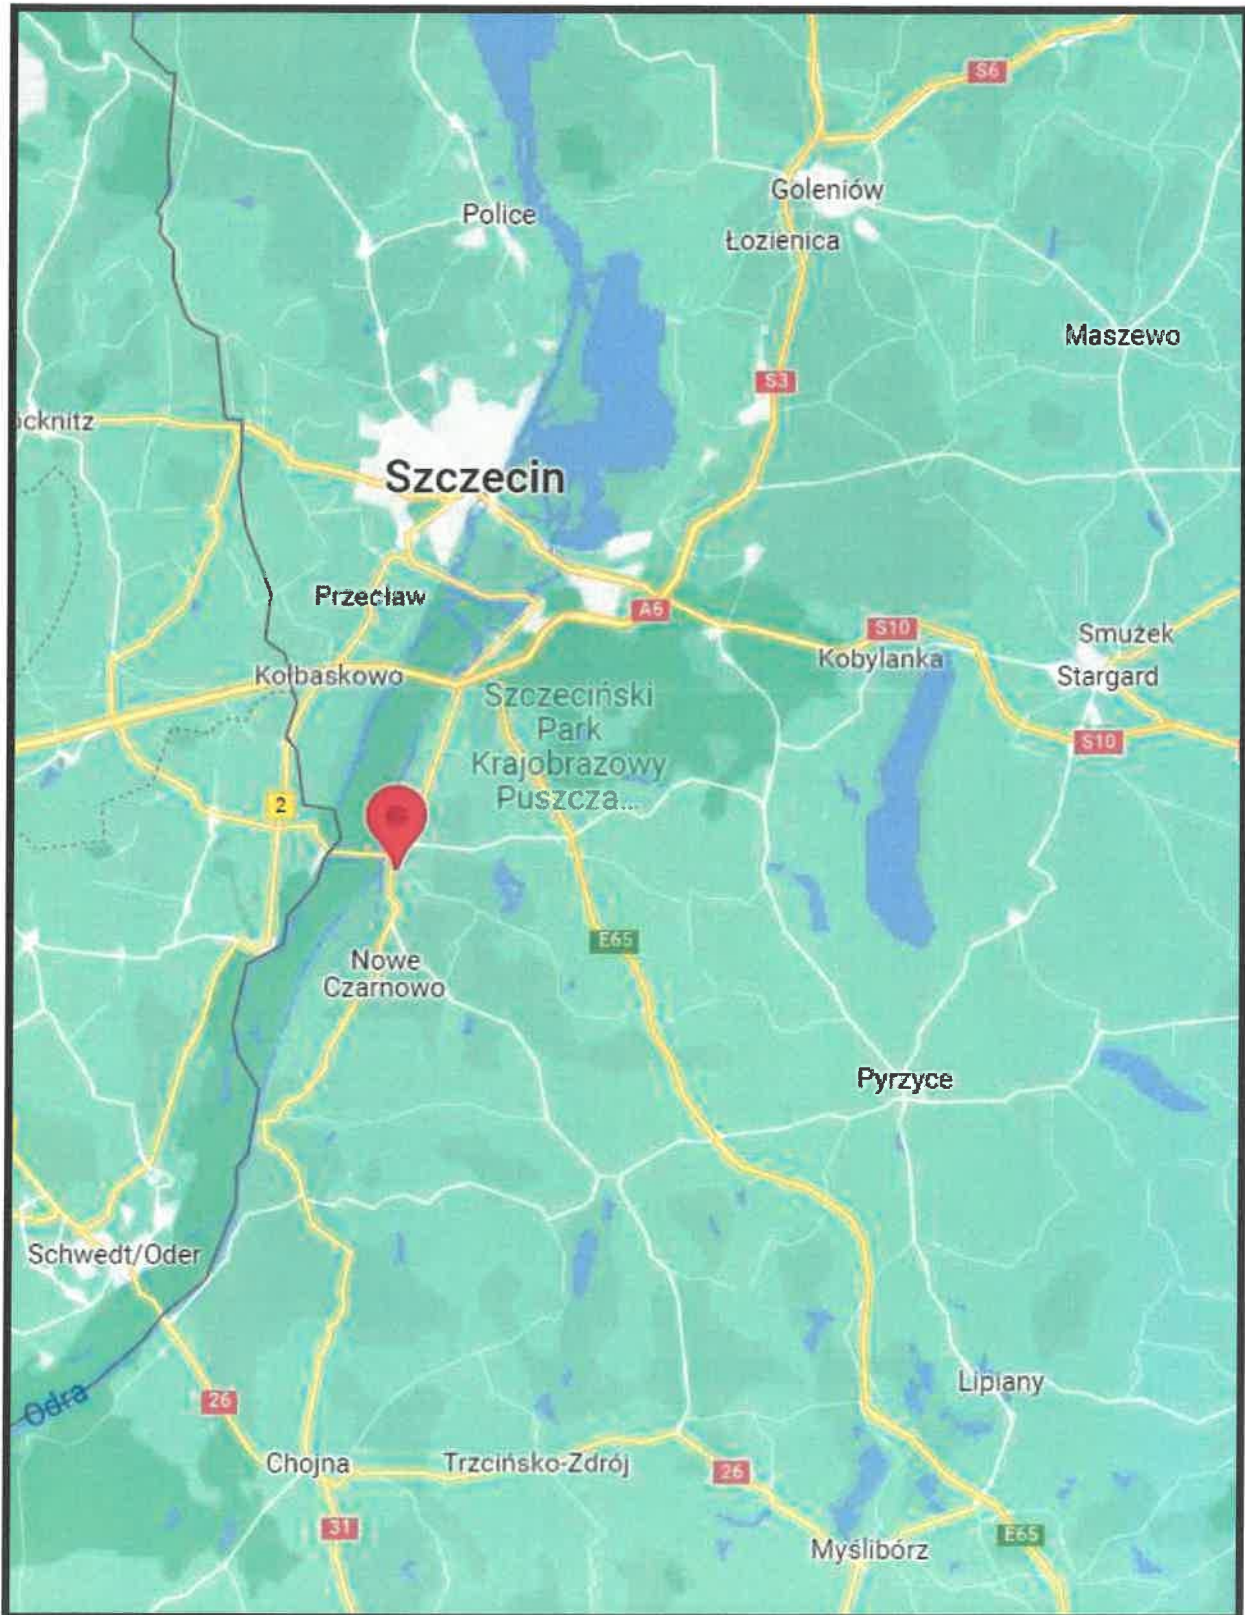 S6
Goleniów
Police
Łozienica
Maszewo
S3
öcknitz
Szczecin
Przecław
A6
S10
Smużek
Kobylanka
Stargard
Kołbaskowo
Szczeciński
Park
Krajobrazowy
Puszcza...
S10
2
E65
Nowe
Czarnowo
Pyrzyce
Schwedt/Oder
Lipiany
Odra
26
Chojna
Trzcińsko-Zdrój
26
31
E65
Myślibórz